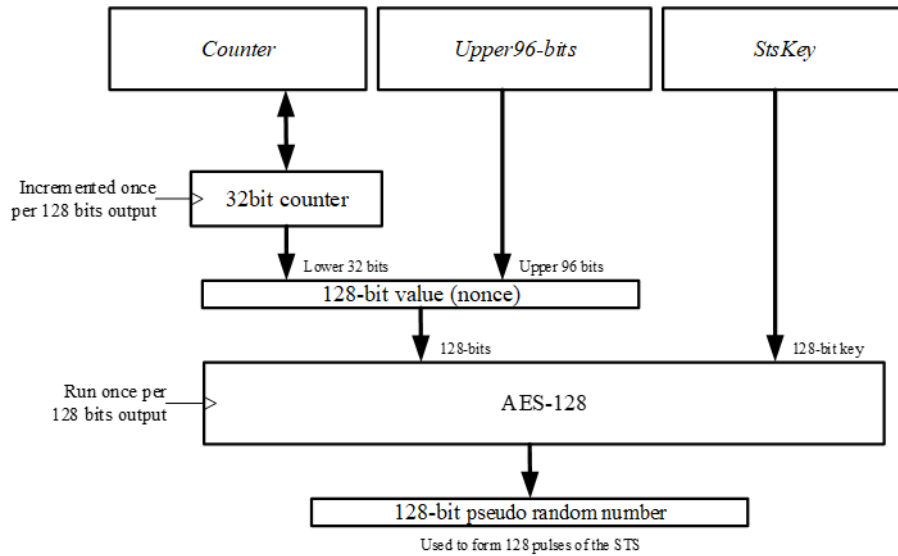 Counter
Upper96-bits
StsKey
Incremented once
per 128 bits output
32bit counter
Lower 32 bits
Upper 96 bits
128-bit value (nonce)
128-bits
128-bit key
Run once per
128 bits output
AES-128
128-bit pseudo random number
Used to form 128 pulses of the STS